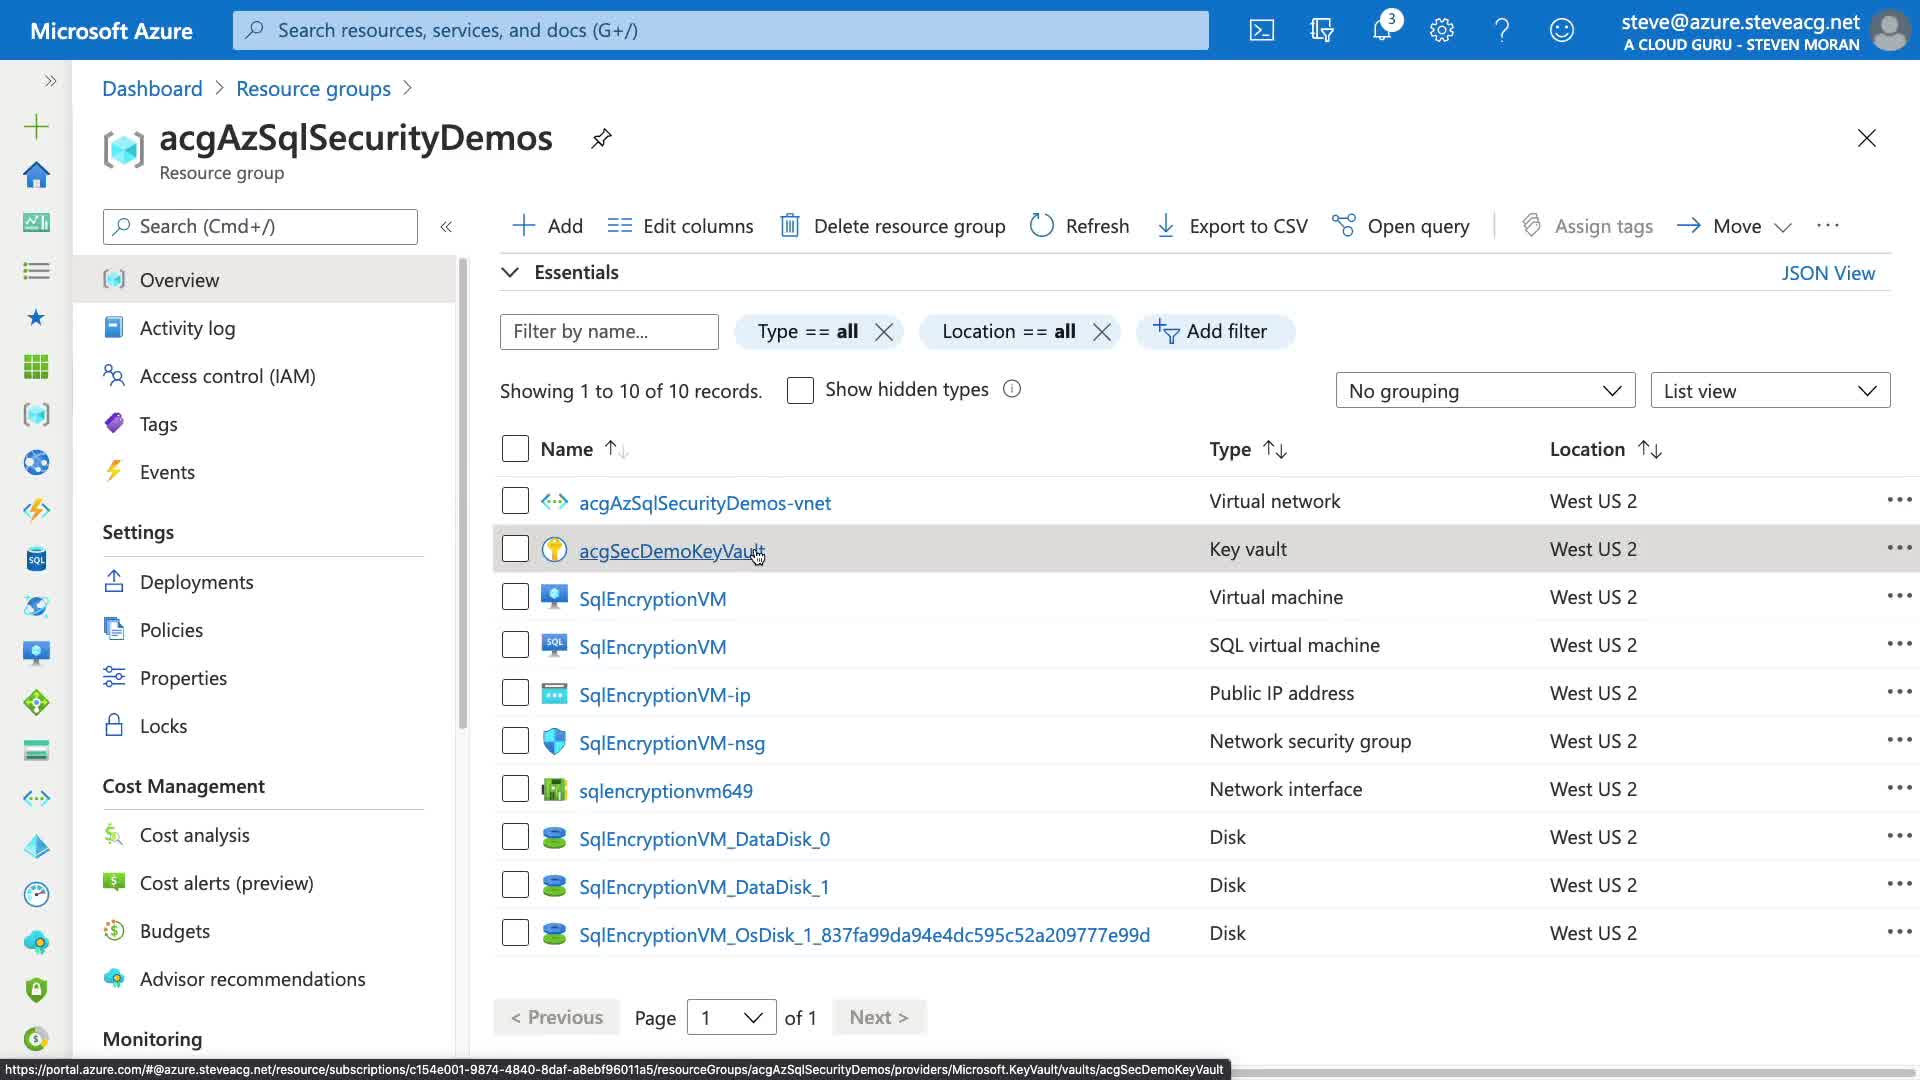 Microsoft Azure
Search resources, services, and docs (G+/)
3
steve@azure.steveacg.net
A CLOUD GURU - STEVEN MORAN
Dashboard > Resource groups >
acgAzSqlSecurityDemos
Resource group
Search (Cmd+/)
Add
Edit columns
Delete resource group
Refresh
Export to CSV
Open query
Assign tags
Move
Overview
Activity log
Access control (IAM)
Tags
Events
Settings
Deployments
Policies
Properties
Locks
Cost Management
Cost analysis
Cost alerts (preview)
Budgets
Advisor recommendations
Monitoring
Essentials
JSON View
Filter by name...
Type == all
Location == all
Add filter
Showing 1 to 10 of 10 records.
Show hidden types
No grouping
List view
Name Type Location
acgAzSqlSecurityDemos-vnet Virtual network West US 2
acgSecDemoKeyVault Key vault West US 2
SqlEncryptionVM Virtual machine West US 2
SQL SqlEncryptionVM SQL virtual machine West US 2
SqlEncryptionVM-ip Public IP address West US 2
SqlEncryptionVM-nsg Network security group West US 2
sqlencryptionvm649 Network interface West US 2
SqlEncryptionVM_DataDisk_0 Disk West US 2
SqlEncryptionVM_DataDisk_1 Disk West US 2
SqlEncryptionVM_OsDisk_1_837fa99da94e4dc595c52a209777e99d Disk West US 2
< Previous Page 1 of 1 Next >
SQL
https://portal.azure.com/#@azure.steveacg.net/resource/subscriptions/c154e001-9874-4840-8daf-a8ebf96011a5/resourceGroups/acgAzSqlSecurityDemos/providers/Microsoft.KeyVault/vaults/acgSecDemoKeyVault